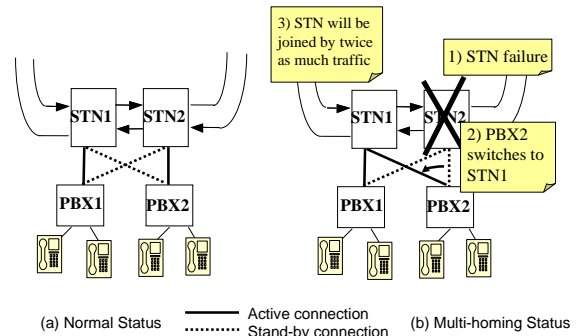 3) STN will be
joined by twice
as much traffic
1) STN failure
STN1
STN2
STN1
STN2
2) PBX2
switches to
STN1
PBX1
PBX2
PBX1
PBX2
Active connection
Stand-by connection
(a) Normal Status
(b) Multi-homing Status